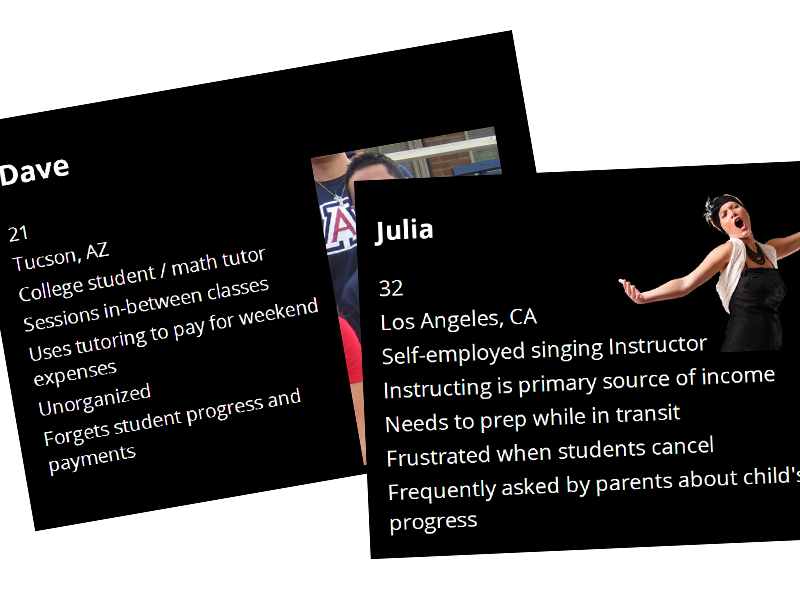 Dave
21
Tucson, AZ
College student / math tutor
Sessions in-between classes
Uses tutoring to pay for weekend
expenses
Unorganized
Forgets student progress and
payments
A
Julia
32
Los Angeles, CA
Self-employed singing Instructor
Instructing is primary source of income
Needs to prep while in transit
Frustrated when students cancel
Frequently asked by parents about child's
progress